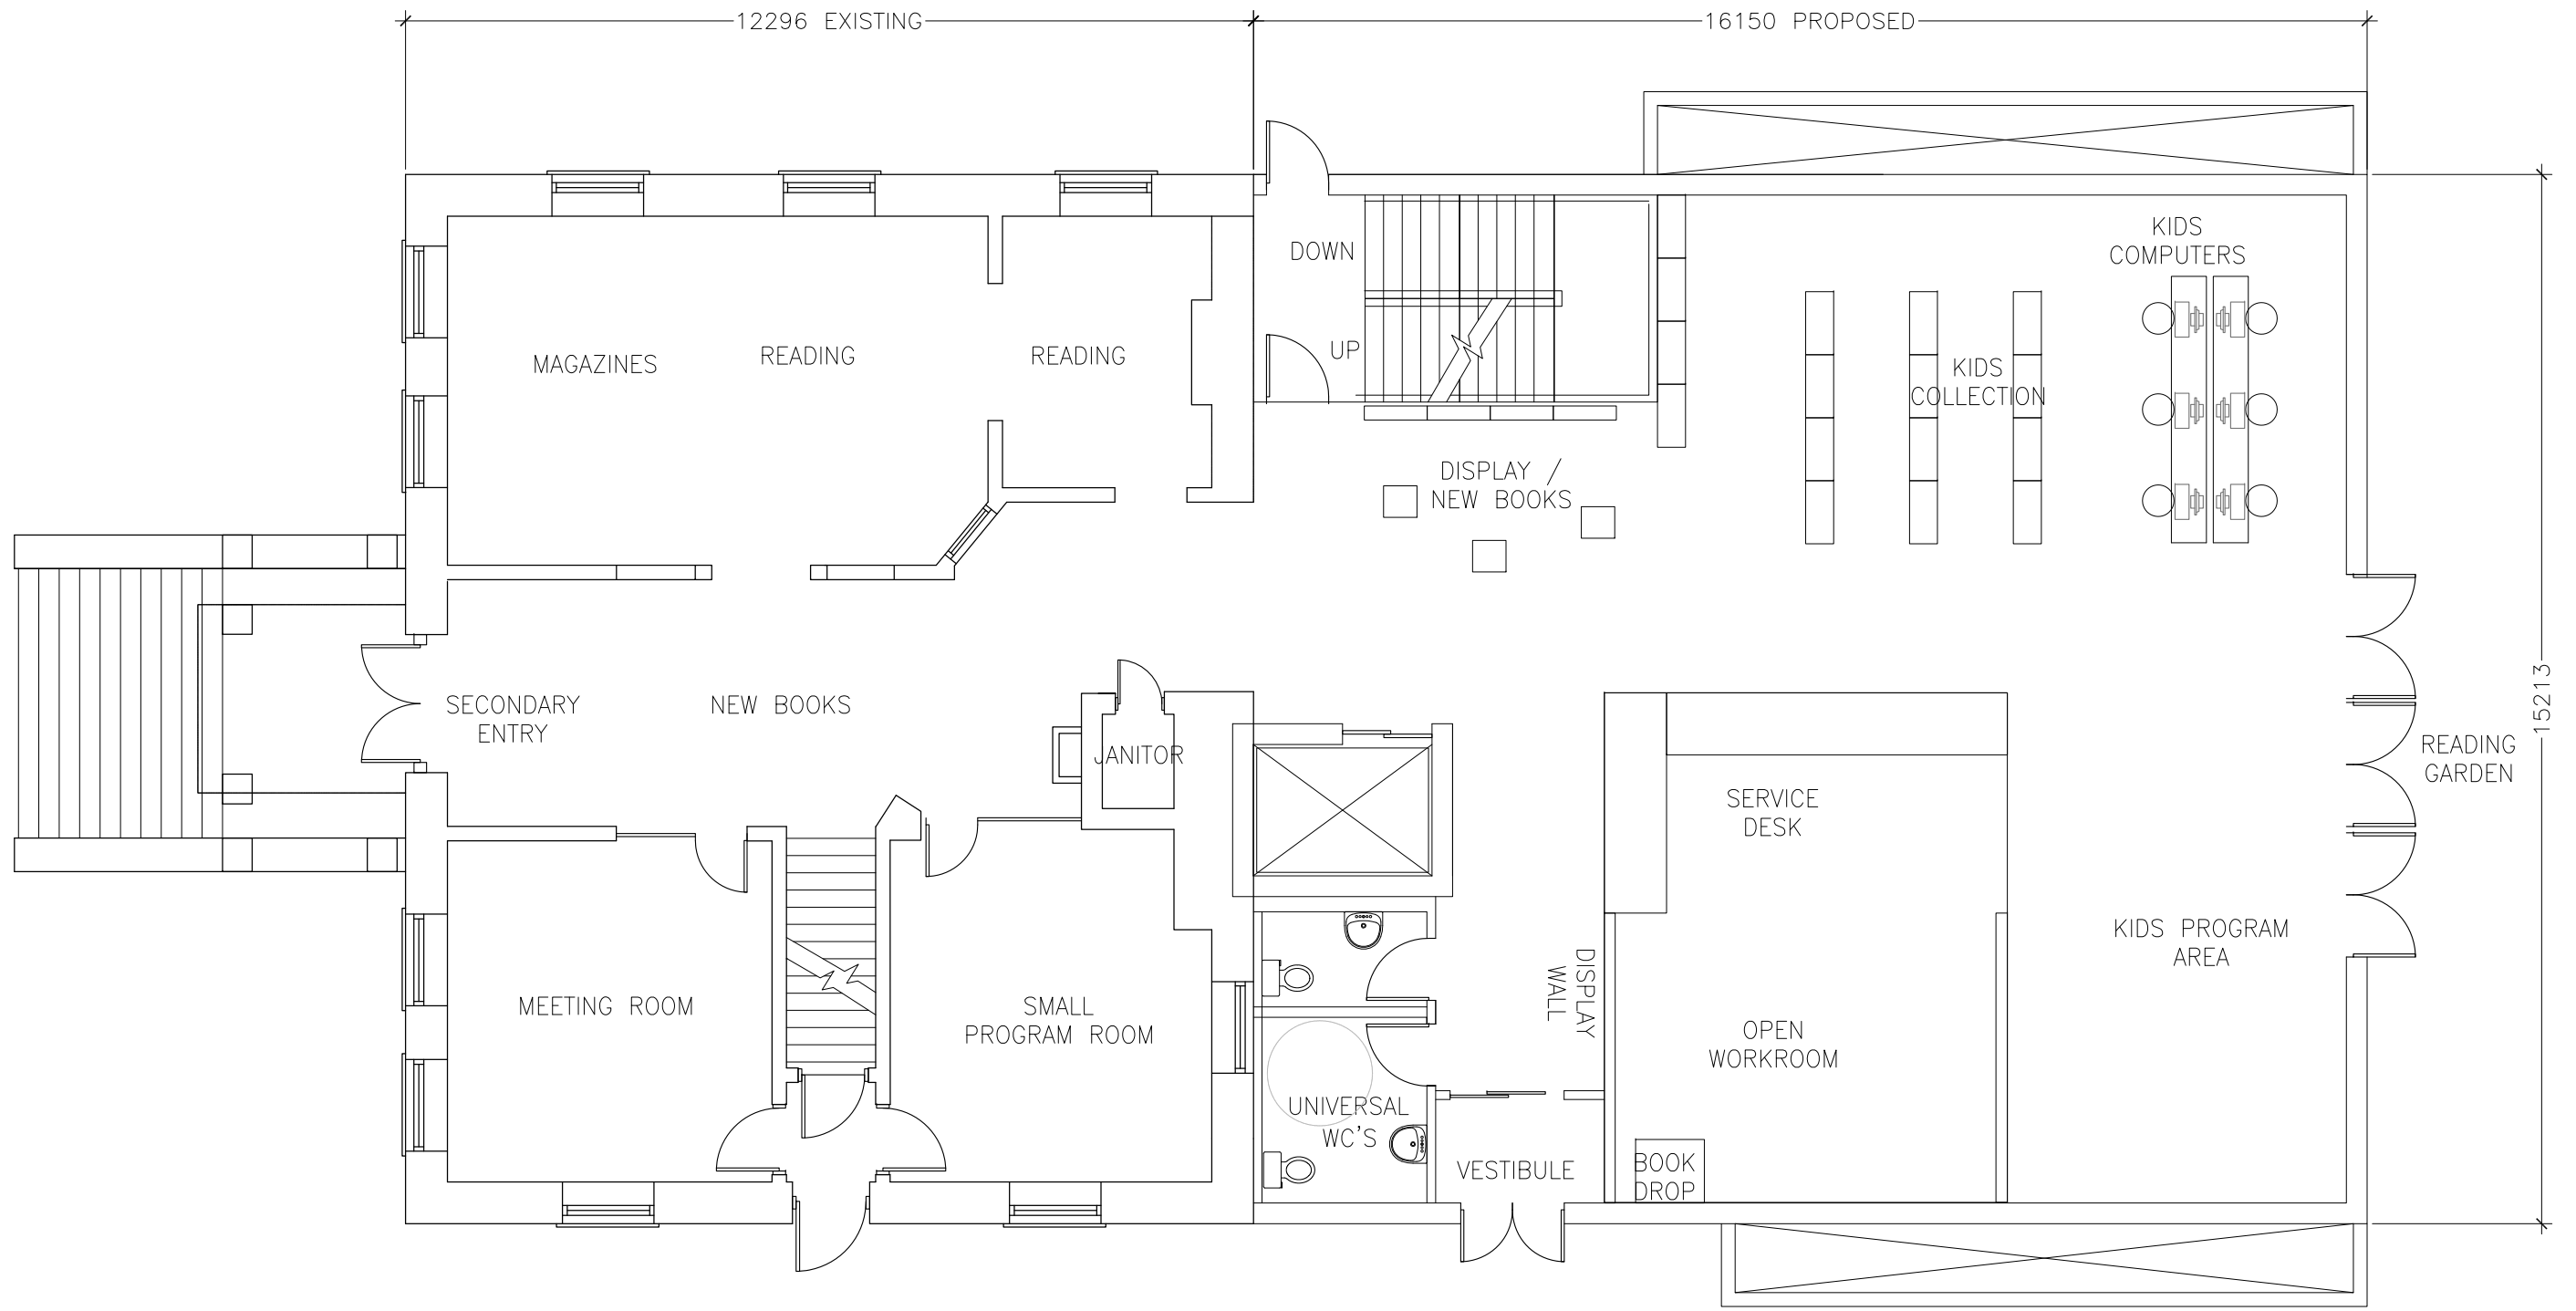 12296 EXISTING
16150 PROPOSED
KIDS
COMPUTERS
DOWN
UP
MAGAZINES
READING
READING
KIDS
COLLECTION
DISPLAY /
NEW BOOKS
SECONDARY
ENTRY
NEW BOOKS
JANITOR
15213
READING
GARDEN
SERVICE
DESK
KIDS PROGRAM
AREA
DISPLAY
WALL
MEETING ROOM
SMALL
PROGRAM ROOM
OPEN
WORKROOM
UNIVERSAL
WC'S
VESTIBULE
BOOK
DROP